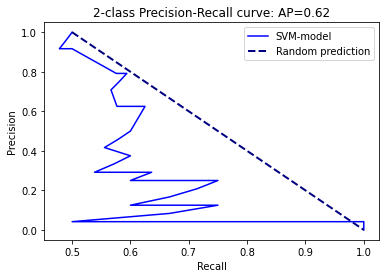 2-class Precision-Recall curve: AP=0.62
SVM-model
Random prediction
Precision
1.0
0.8
0.6
0.4
0.2
0.0
0.5
0.6
0.7
0.8
0.9
1.0
Recall